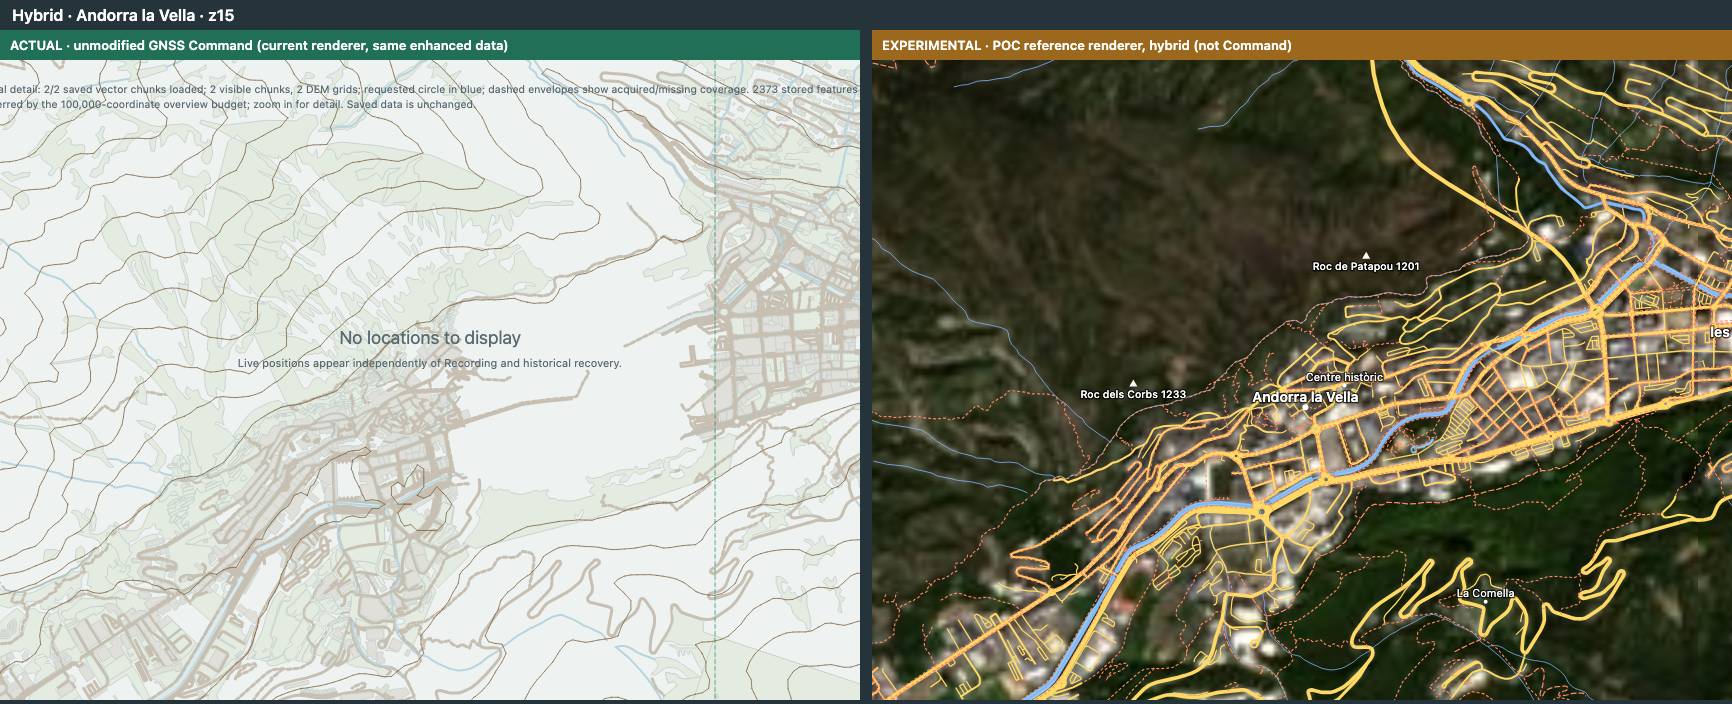 Hybrid · Andorra la Vella · z15
ACTUAL · unmodified GNSS Command (current renderer, same enhanced data)
al detail: 2/2 saved vector chunks loaded; 2 visible chunks, 2 DEM grids; requested circle in blue; dashed envelopes show acquired/missing coverage. 2373 stored features
rred by the 100,000-coordinate overview budget; zoom in for detail. Saved data is unchanged.
No locations to display
Live positions appear independently of Recording and historical recovery.
EXPERIMENTAL · POC reference renderer, hybrid (not Command)
Roc de Patapou 1201
les
Centre històric
Roc dels Corbs 1233
Andorra la Vella
La Comella